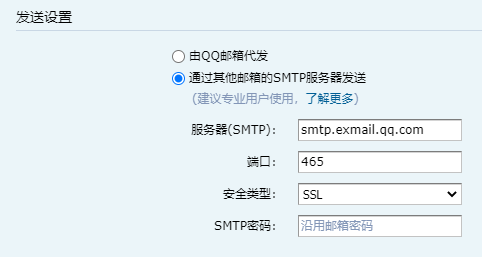 发送设置
由QQ邮箱代发
通过其他邮箱的SMTP服务器发送
(建议专业用户使用，了解更多)
服务器(SMTP)： smtp.exmail.qq.com
端口： 465
安全类型： SSL
SMTP密码： 沿用邮箱密码